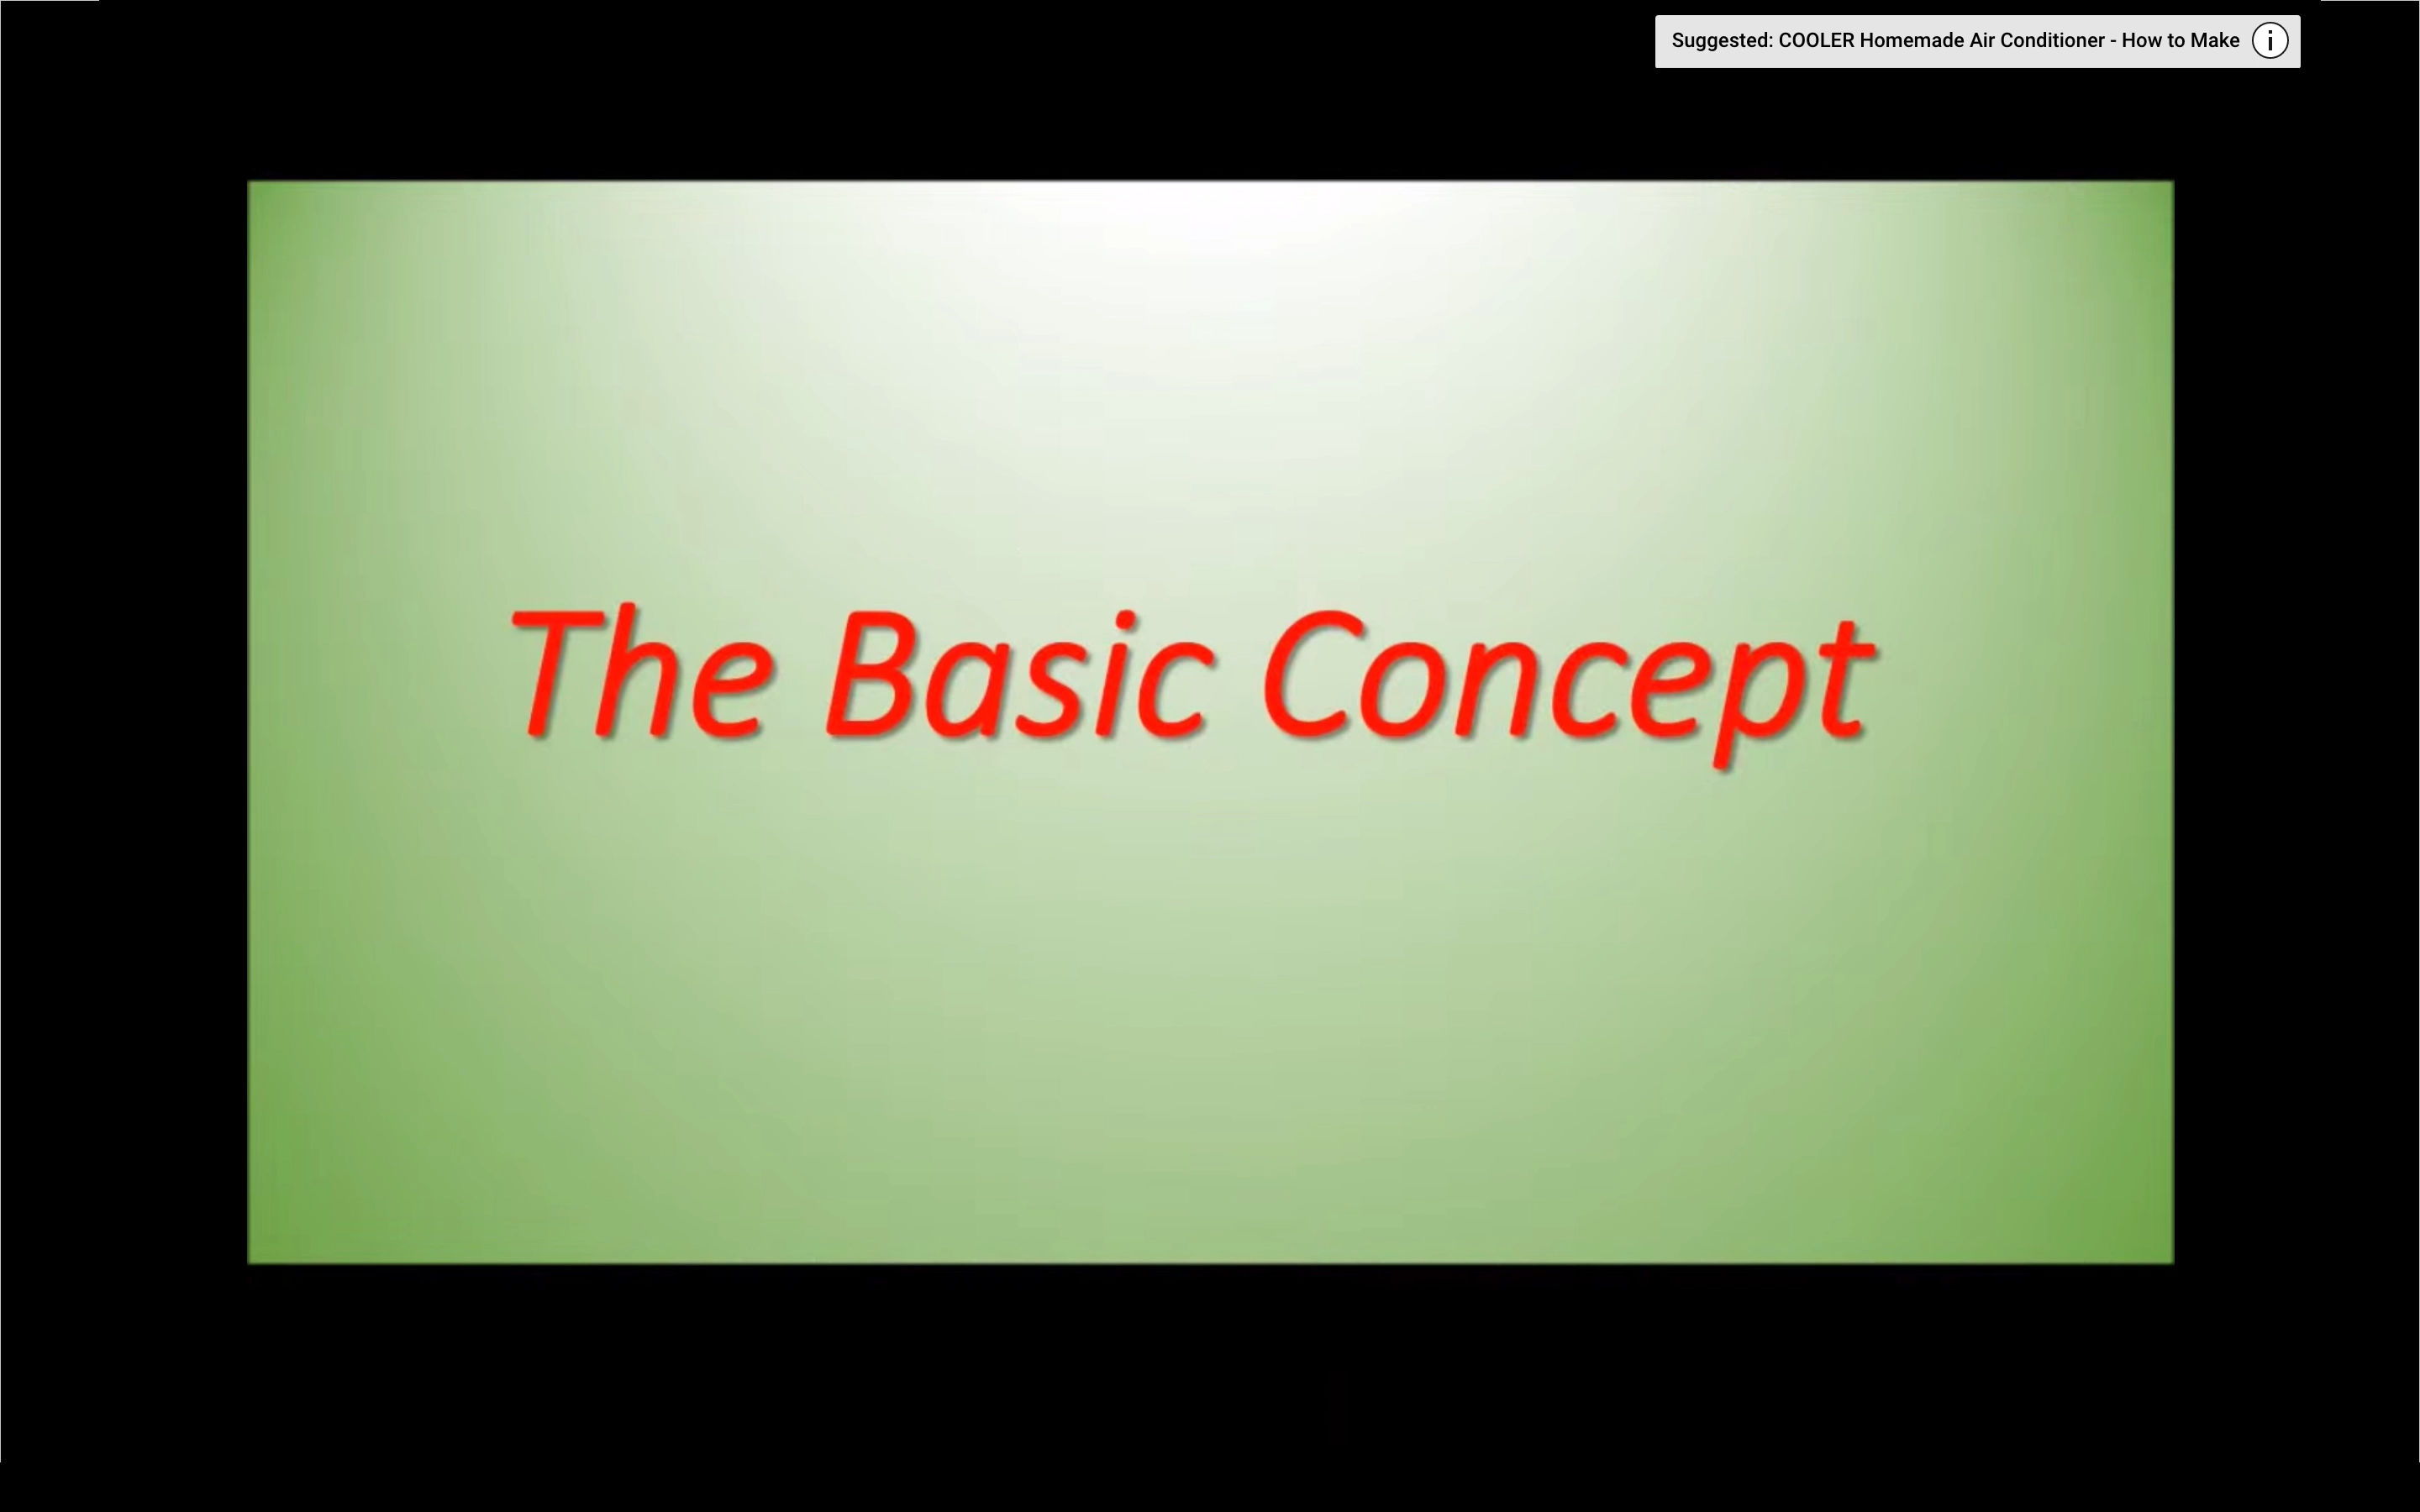 Suggested: COOLER Homemade Air Conditioner - How to Make
The Basic Concept